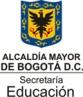 ALCALDÍA MAYOR
DE BOGOTÁ D.C.
Secretaría
Educación